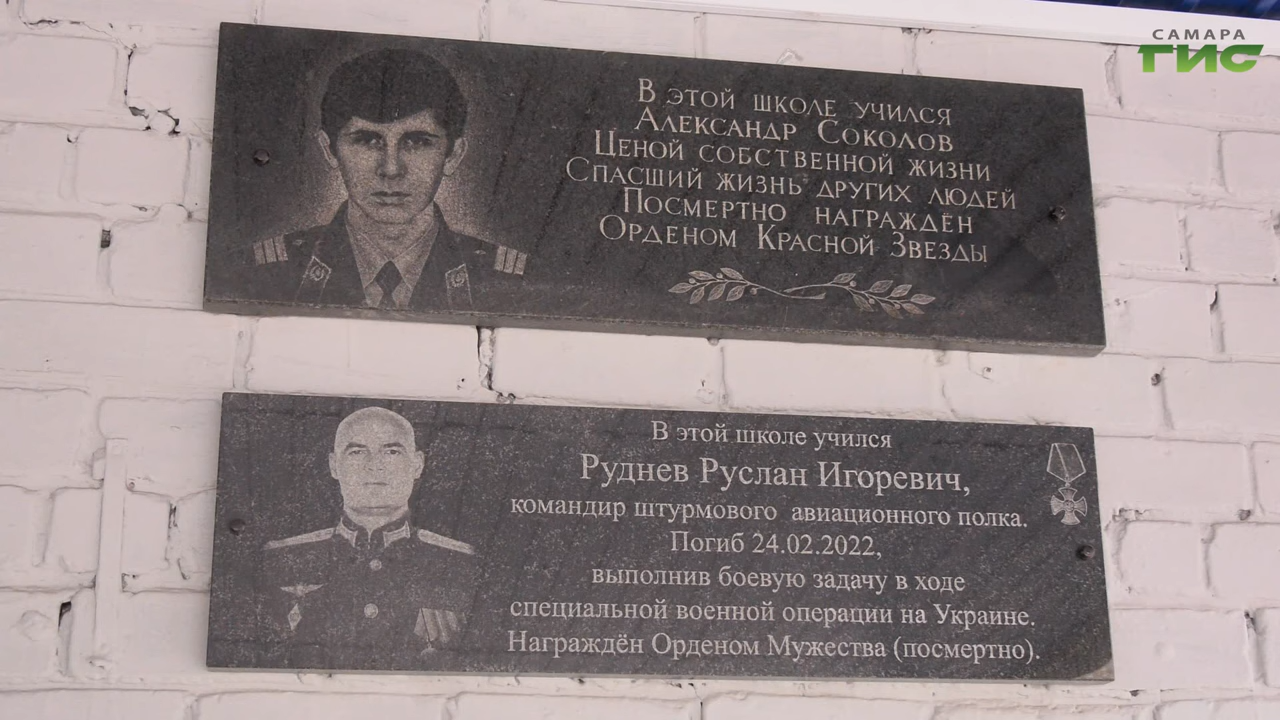 САМАРА
ГИС
В этой школе учился
Александр Соколов
Ценой собственной жизни
Спасший жизнь других людей
Посмертно награждён
Орденом Красной Звезды
В этой школе учился
Руднев Руслан Игоревич,
командир штурмового авиационного полка.
Погиб 24.02.2022,
выполнив боевую задачу в ходе
специальной военной операции на Украине.
Награждён Орденом Мужества (посмертно).